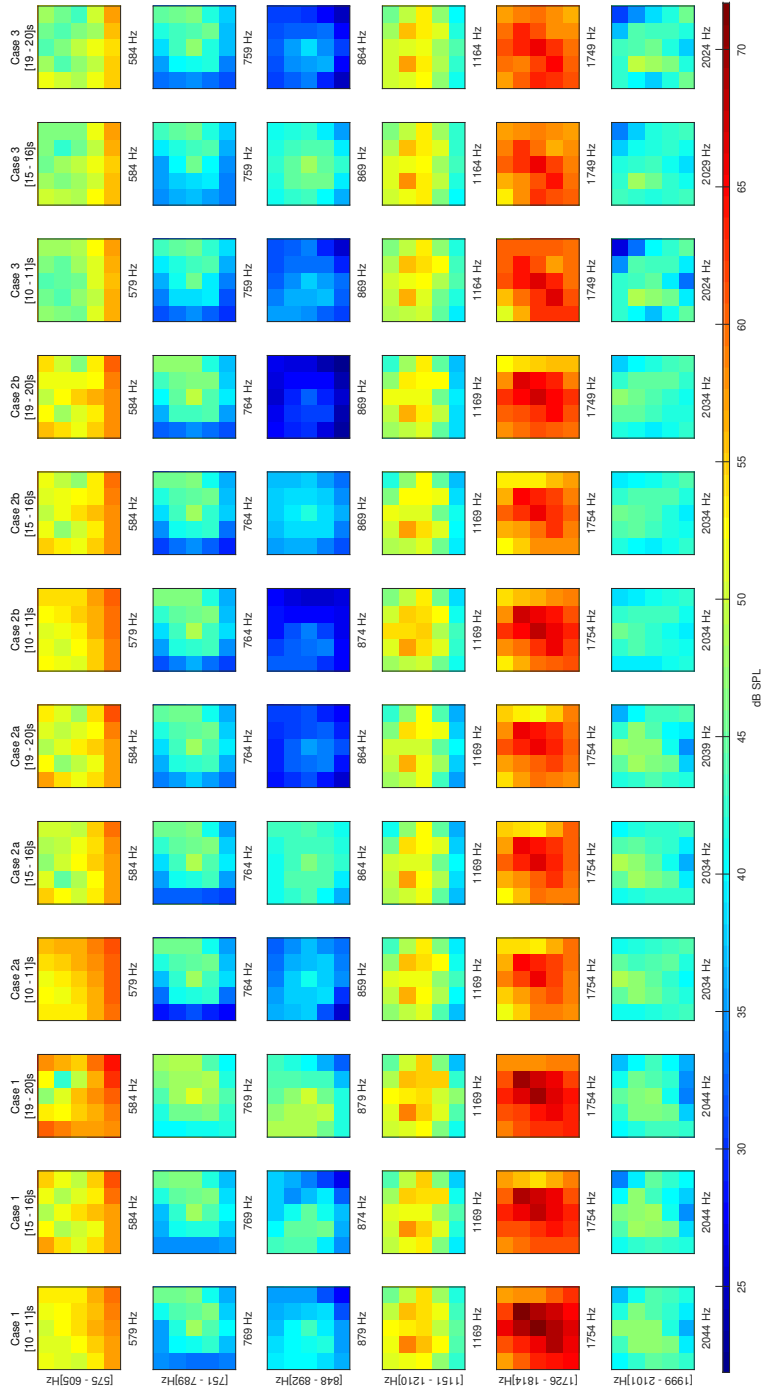 Case 1 Case 1 Case 1 Case 2a Case 2a Case 2a Case 2b Case 2b Case 2b Case 3 Case 3 Case 3
[10 - 11]s [15 - 16]s [19 - 20]s [10 - 11]s [15 - 16]s [19 - 20]s [10 - 11]s [15 - 16]s [19 - 20]s [10 - 11]s [15 - 16]s [19 - 20]s
[575 - 605]Hz
579 Hz 584 Hz 584 Hz 579 Hz 584 Hz 584 Hz 579 Hz 584 Hz 584 Hz 579 Hz 584 Hz 584 Hz
[751 - 789]Hz
769 Hz 769 Hz 769 Hz 764 Hz 764 Hz 764 Hz 764 Hz 764 Hz 764 Hz 759 Hz 759 Hz 759 Hz
[848 - 892]Hz
879 Hz 874 Hz 879 Hz 859 Hz 864 Hz 864 Hz 874 Hz 869 Hz 869 Hz 869 Hz 869 Hz 864 Hz
[1151 - 1210]Hz
1169 Hz 1169 Hz 1169 Hz 1169 Hz 1169 Hz 1169 Hz 1169 Hz 1169 Hz 1169 Hz 1164 Hz 1164 Hz 1164 Hz
[1726 - 1814]Hz
1754 Hz 1754 Hz 1754 Hz 1754 Hz 1754 Hz 1754 Hz 1754 Hz 1754 Hz 1749 Hz 1749 Hz 1749 Hz 1749 Hz
[1999 - 2101]Hz
2044 Hz 2044 Hz 2044 Hz 2034 Hz 2034 Hz 2039 Hz 2034 Hz 2034 Hz 2034 Hz 2024 Hz 2029 Hz 2024 Hz
25 30 35 40 45 50 55 60 65 70
dB SPL